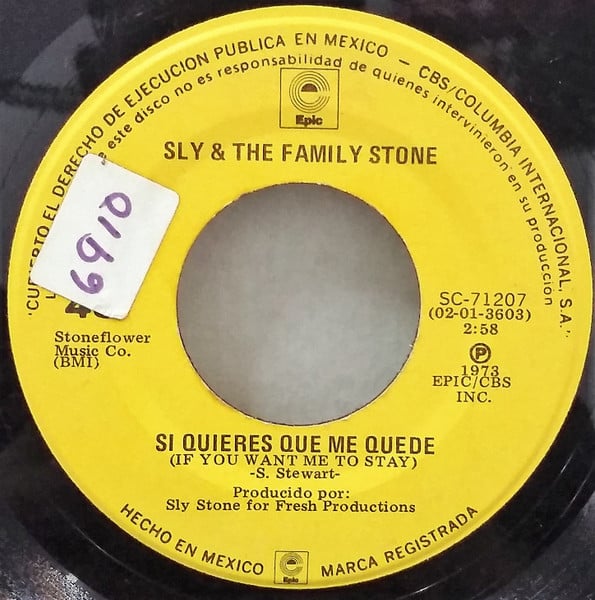 "CUBIERTO EL DERECHO DE EJECUCION PUBLICA EN MEXICO — CBS/COLUMBIA INTERNACIONAL, S.A."
este disco no es responsabilidad de quienes intervinieron en su producción
Epic
SLY & THE FAMILY STONE
6910
SC-71207
(02-01-3603)
2:58
Stoneflower
Music Co.
(BMI)
P
1973
EPIC/CBS
INC.
SI QUIERES QUE ME QUEDE
(IF YOU WANT ME TO STAY)
-S. Stewart-
Producido por:
Sly Stone for Fresh Productions
HECHO EN MEXICO
Epic
MARCA REGISTRADA